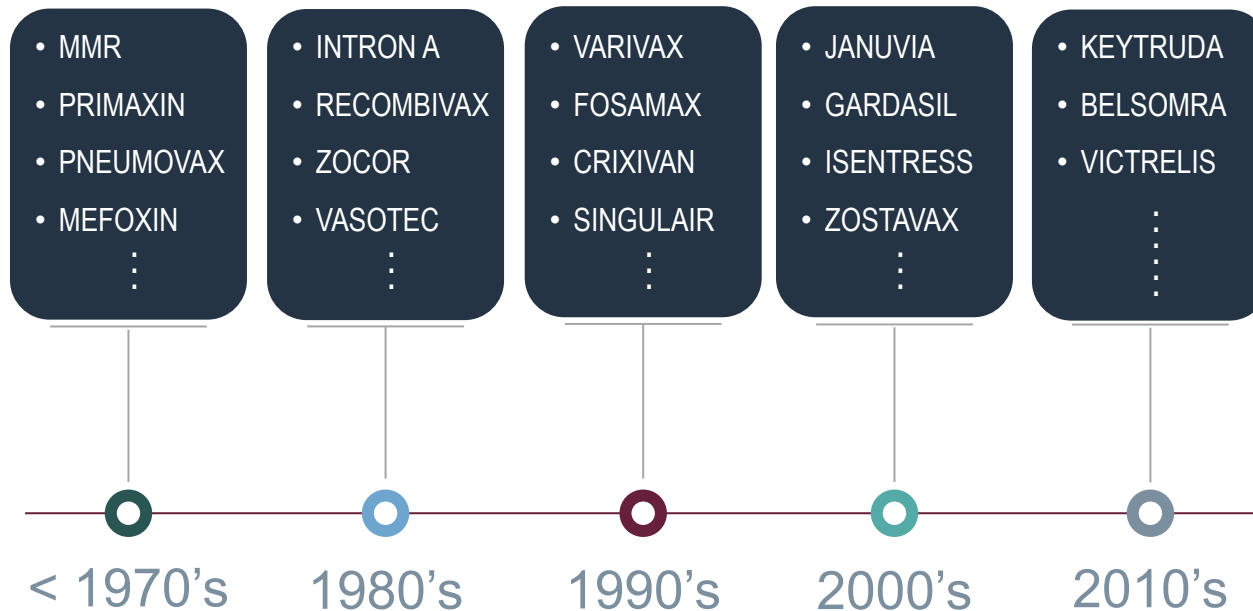 • MMR
• PRIMAXIN
• PNEUMOVAX
• MEFOXIN
• INTRON A
• RECOMBIVAX
• ZOCOR
• VASOTEC
• VARIVAX
• FOSAMAX
• CRIXIVAN
• SINGULAIR
• JANUVIA
• GARDASIL
• ISENTRESS
• ZOSTAVAX
• KEYTRUDA
• BELSOMRA
• VICTRELIS
< 1970’s
1980’s
1990’s
2000’s
2010’s